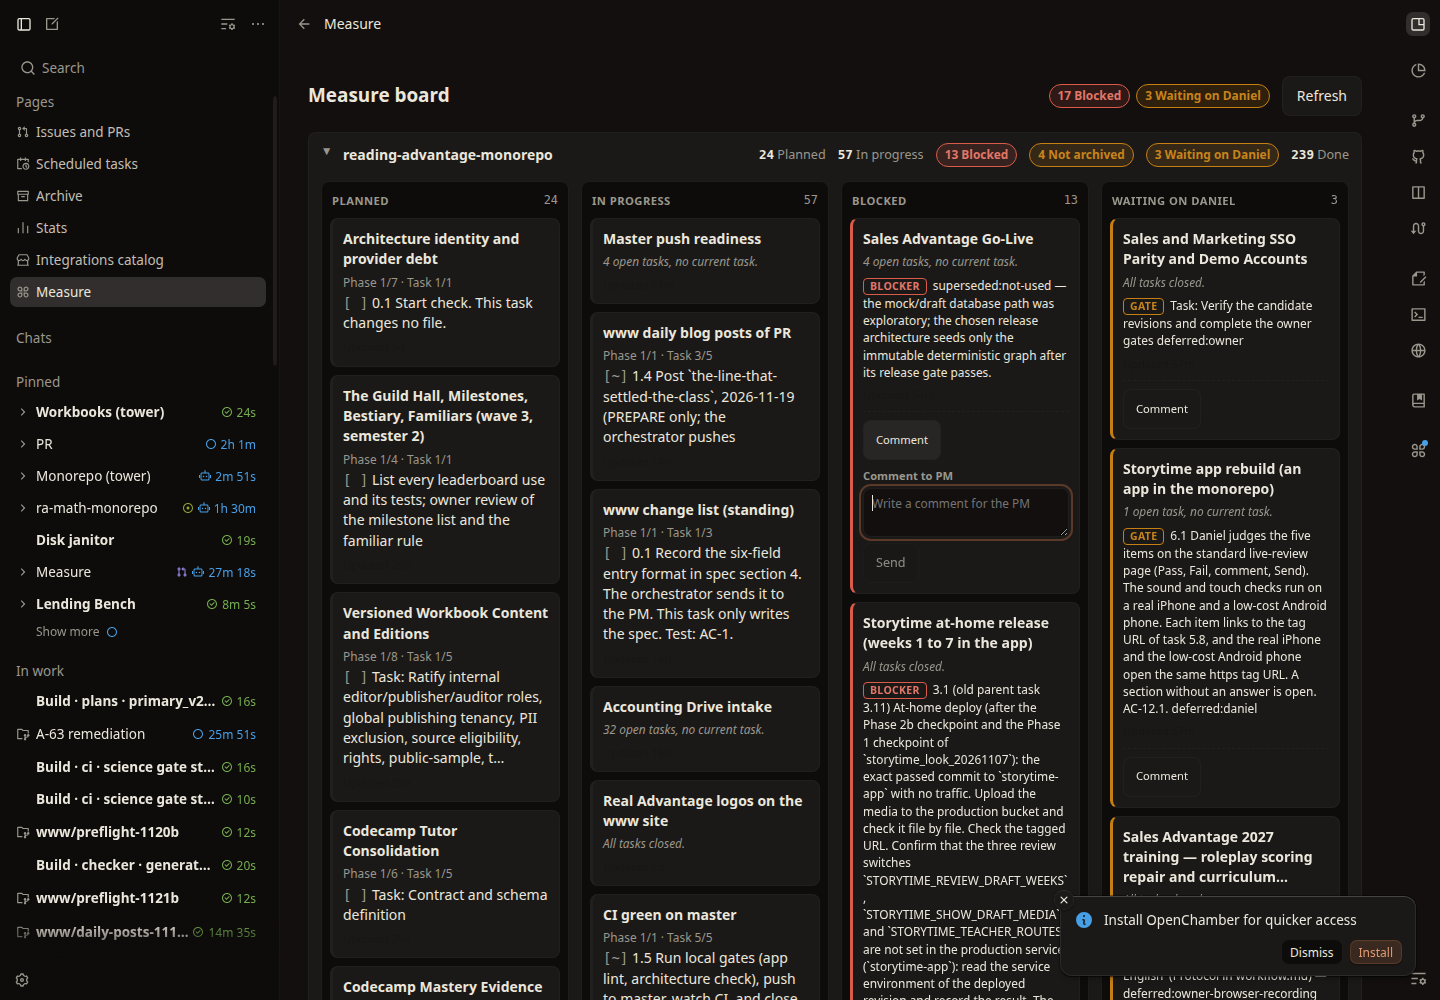 Measure
Search
Pages
Issues and PRs
Scheduled tasks
Archive
Stats
Integrations catalog
Measure
Chats
Pinned
Workbooks (tower) 24s
PR 2h 1m
Monorepo (tower) 2m 51s
ra-math-monorepo 1h 30m
Disk janitor 19s
Measure 27m 18s
Lending Bench 8m 5s
Show more
In work
Build · plans · primary_v2... 16s
A-63 remediation 25m 51s
Build · ci · science gate st... 16s
Build · ci · science gate st... 10s
www/preflight-1120b 12s
Build · checker · generat... 20s
www/preflight-1121b 12s
www/daily-posts-111... 14m 35s
Measure board
17 Blocked 3 Waiting on Daniel Refresh
reading-advantage-monorepo
24 Planned 57 In progress 13 Blocked 4 Not archived 3 Waiting on Daniel 239 Done
PLANNED 24
Architecture identity and
provider debt
Phase 1/7 · Task 1/1
[ ] 0.1 Start check. This task
changes no file.
The Guild Hall, Milestones,
Bestiary, Familiars (wave 3,
semester 2)
Phase 1/4 · Task 1/1
[ ] List every leaderboard use
and its tests; owner review of
the milestone list and the
familiar rule
Versioned Workbook Content
and Editions
Phase 1/8 · Task 1/5
[ ] Task: Ratify internal
editor/publisher/auditor roles,
global publishing tenancy, PII
exclusion, source eligibility,
rights, public-sample, t...
Codecamp Tutor
Consolidation
Phase 1/6 · Task 1/5
[ ] Task: Contract and schema
definition
Codecamp Mastery Evidence
IN PROGRESS 57
Master push readiness
4 open tasks, no current task.
www daily blog posts of PR
Phase 1/1 · Task 3/5
[~] 1.4 Post `the-line-that-
settled-the-class`, 2026-11-19
(PREPARE only; the
orchestrator pushes
www change list (standing)
Phase 1/1 · Task 1/3
[ ] 0.1 Record the six-field
entry format in spec section 4.
The orchestrator sends it to
the PM. This task only writes
the spec. Test: AC-1.
Accounting Drive intake
32 open tasks, no current task.
Real Advantage logos on the
www site
All tasks closed.
CI green on master
Phase 1/1 · Task 5/5
[~] 1.5 Run local gates (app
lint, architecture check), push
to master, watch CI, and close
BLOCKED 13
Sales Advantage Go-Live
4 open tasks, no current task.
BLOCKER superseded:not-used —
the mock/draft database path was
exploratory; the chosen release
architecture seeds only the
immutable deterministic graph after
its release gate passes.
Comment
Comment to PM
Write a comment for the PM
Send
Storytime at-home release
(weeks 1 to 7 in the app)
All tasks closed.
BLOCKER 3.1 (old parent task
3.11) At-home deploy (after the
Phase 2b checkpoint and the Phase
1 checkpoint of
`storytime_look_20261107`): the
exact passed commit to `storytime-
app` with no traffic. Upload the
media to the production bucket and
check it file by file. Check the tagged
URL. Confirm that the three review
switches
`STORYTIME_REVIEW_DRAFT_WEEKS`
,
`STORYTIME_SHOW_DRAFT_MEDIA`
and `STORYTIME_TEACHER_ROUTES
are not set in the production service
(`storytime-app`): read the service
environment of the deployed
revision and record the result. The
WAITING ON DANIEL 3
Sales and Marketing SSO
Parity and Demo Accounts
All tasks closed.
GATE Task: Verify the candidate
revisions and complete the owner
gates deferred:owner
Comment
Storytime app rebuild (an
app in the monorepo)
1 open task, no current task.
GATE 6.1 Daniel judges the five
items on the standard live-review
page (Pass, Fail, comment, Send).
The sound and touch checks run on
a real iPhone and a low-cost Android
phone. Each item links to the tag
URL of task 5.8, and the real iPhone
and the low-cost Android phone
open the same https tag URL. A
section without an answer is open.
AC-12.1. deferred:daniel
Comment
Sales Advantage 2027
training — roleplay scoring
repair and curriculum...
deferred:owner-browser-recording
Install OpenChamber for quicker access
Dismiss Install